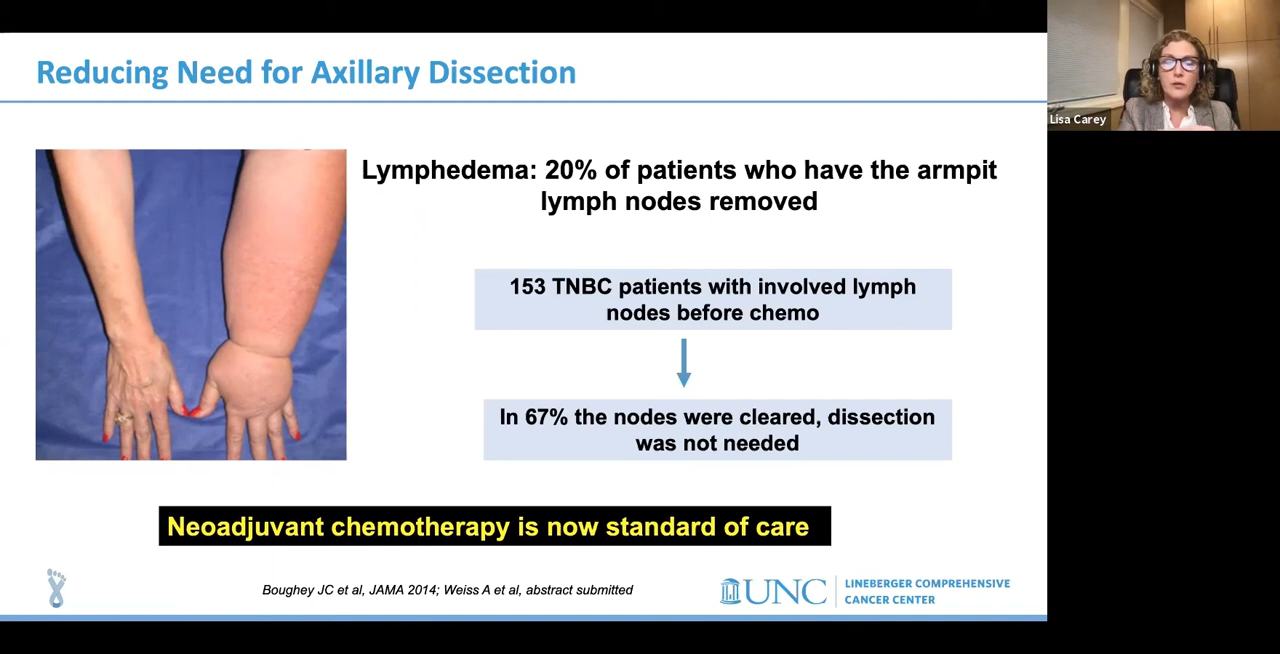 Reducing Need for Axillary Dissection
Lisa Carey
Lymphedema: 20% of patients who have the armpit
lymph nodes removed
153 TNBC patients with involved lymph
nodes before chemo
In 67% the nodes were cleared, dissection
was not needed
Neoadjuvant chemotherapy is now standard of care
Boughey JC et al, JAMA 2014; Weiss A et al, abstract submitted
UNC
LINEBERGER COMPREHENSIVE
CANCER CENTER